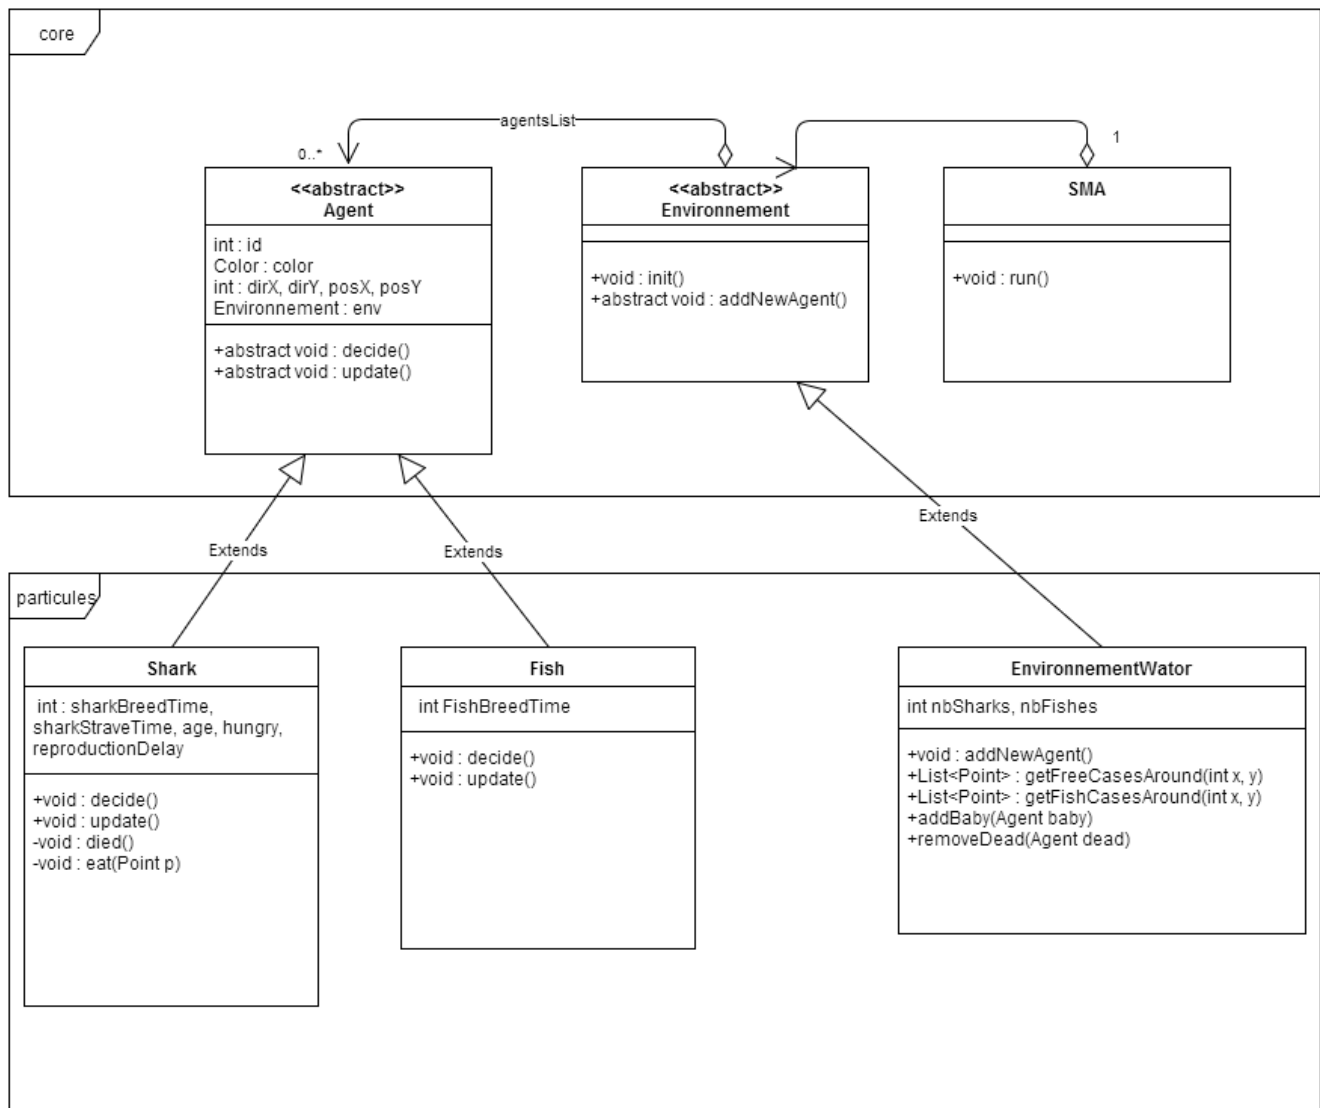 core
agentsList
0..*
1
<<abstract>>
Agent
int : id
Color : color
int : dirX, dirY, posX, posY
Environnement : env
+abstract void : decide()
+abstract void : update()
<<abstract>>
Environnement
+void : init()
+abstract void : addNewAgent()
SMA
+void : run()
Extends
Extends
Extends
particules
Shark
int : sharkBreedTime,
sharkStraveTime, age, hungry,
reproductionDelay
+void : decide()
+void : update()
-void : died()
-void : eat(Point p)
Fish
int FishBreedTime
+void : decide()
+void : update()
EnvironnementWator
int nbSharks, nbFishes
+void : addNewAgent()
+List<Point> : getFreeCasesAround(int x, y)
+List<Point> : getFishCasesAround(int x, y)
+addBaby(Agent baby)
+removeDead(Agent dead)